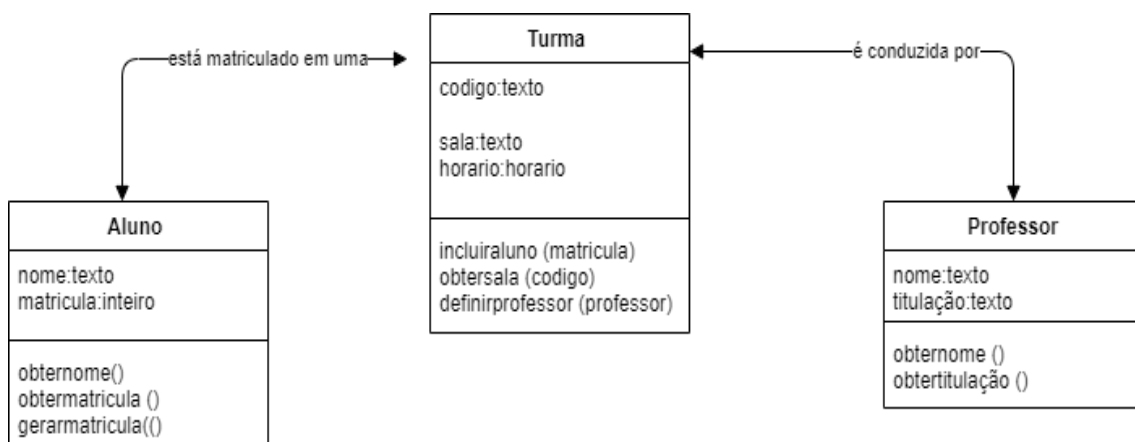 Turma
codigo:texto
sala:texto
horario:horario
incluiraluno (matricula)
obtersala (codigo)
definirprofessor (professor)
está matriculado em uma
é conduzida por
Aluno
nome:texto
matricula:inteiro
obternome()
obtermatricula ()
gerarmatricula(()
Professor
nome:texto
titulação:texto
obternome ()
obtertitulação ()